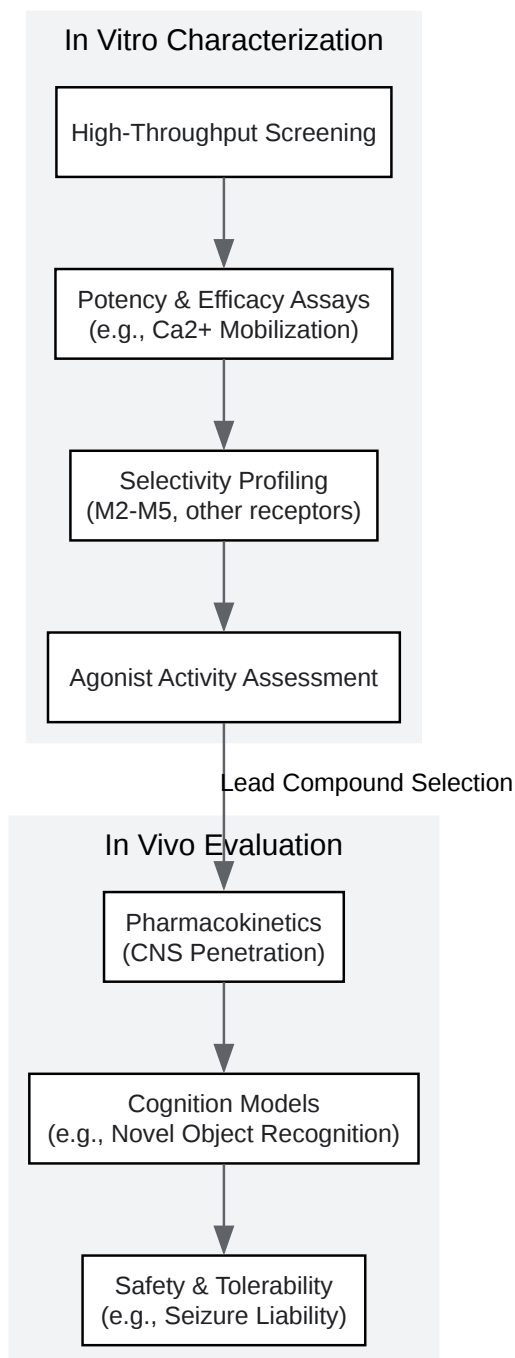 In Vitro Characterization
High-Throughput Screening
Potency & Efficacy Assays
(e.g., Ca2+ Mobilization)
Selectivity Profiling
(M2-M5, other receptors)
Agonist Activity Assessment
Lead Compound Selection
In Vivo Evaluation
Pharmacokinetics
(CNS Penetration)
Cognition Models
(e.g., Novel Object Recognition)
Safety & Tolerability
(e.g., Seizure Liability)